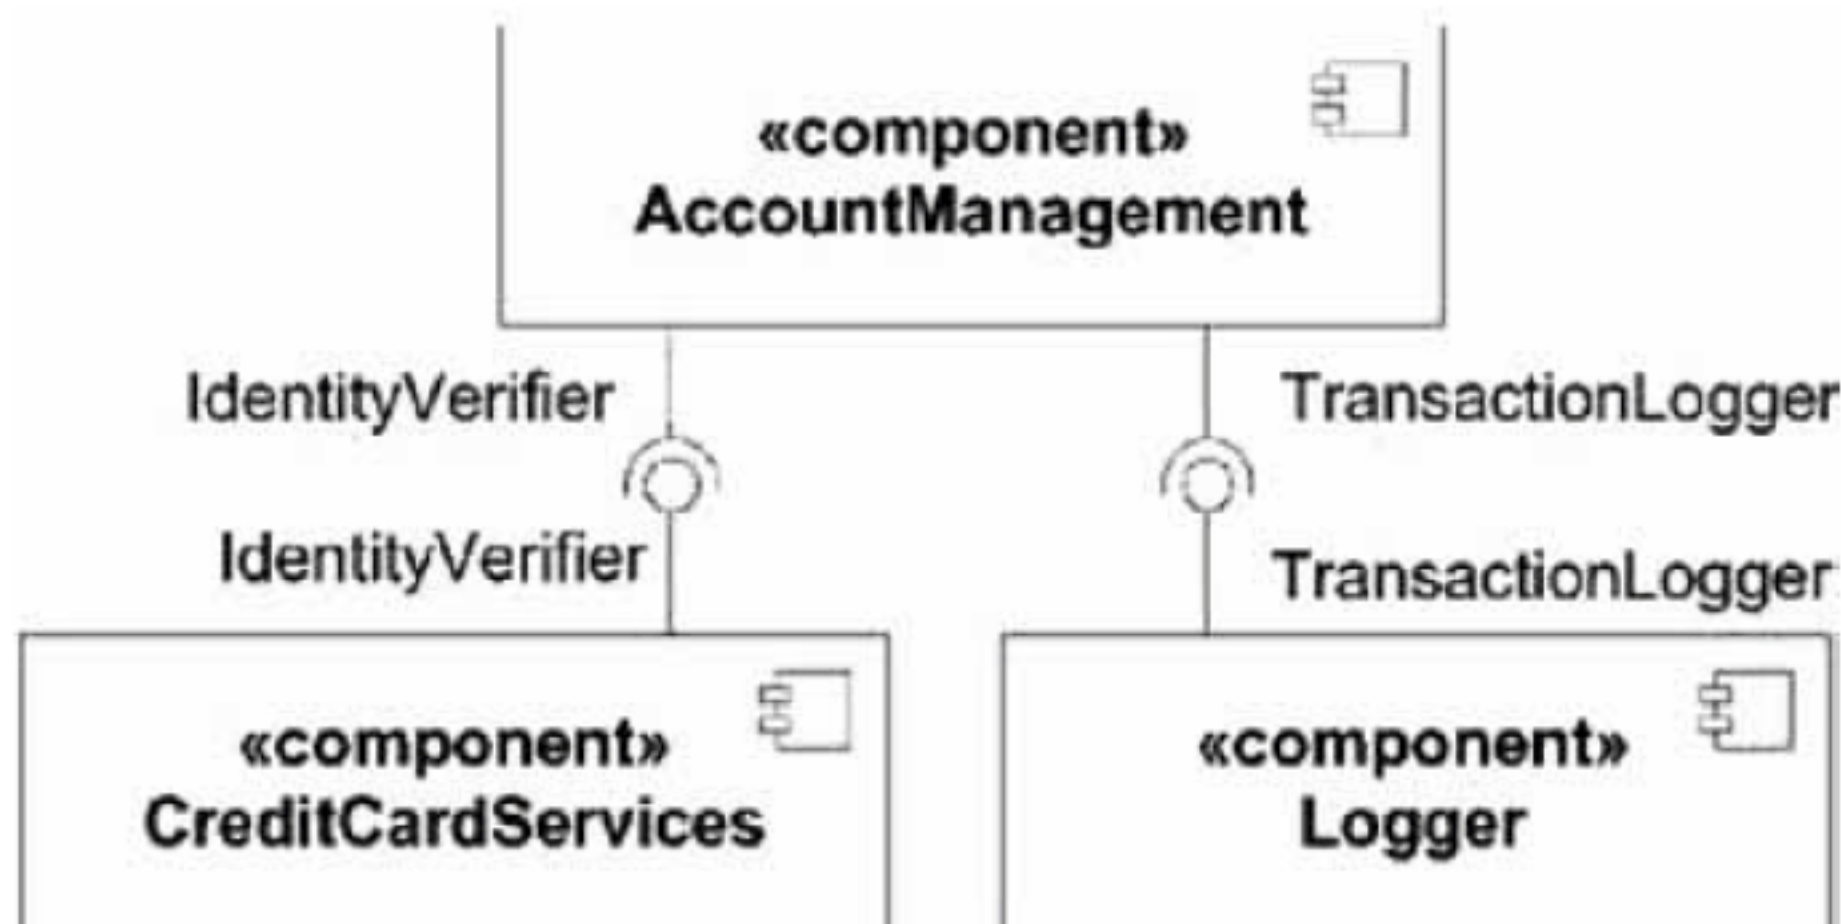 «component»
AccountManagement
IdentityVerifier
TransactionLogger
IdentityVerifier
TransactionLogger
«component»
CreditCardServices
«component»
Logger